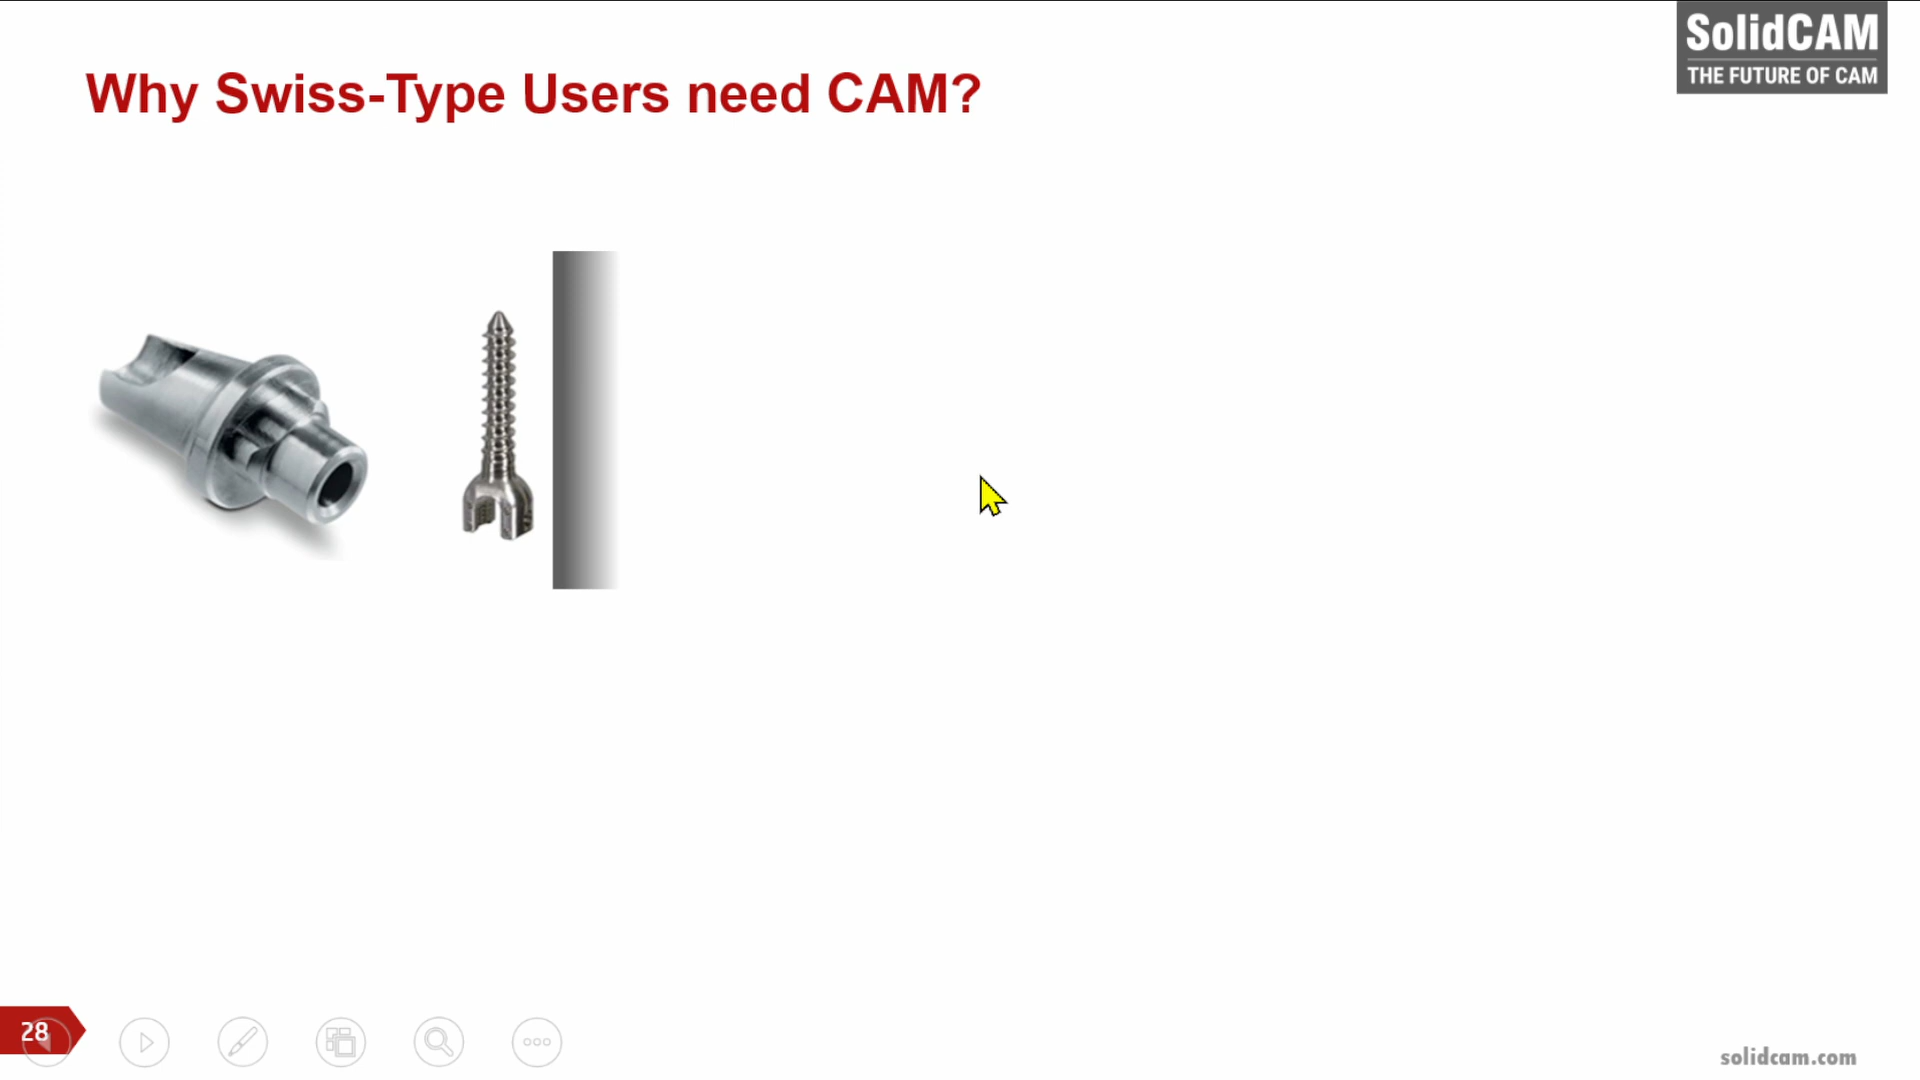 SolidCAM
THE FUTURE OF CAM
Why Swiss-Type Users need CAM?
28
solidcam.com